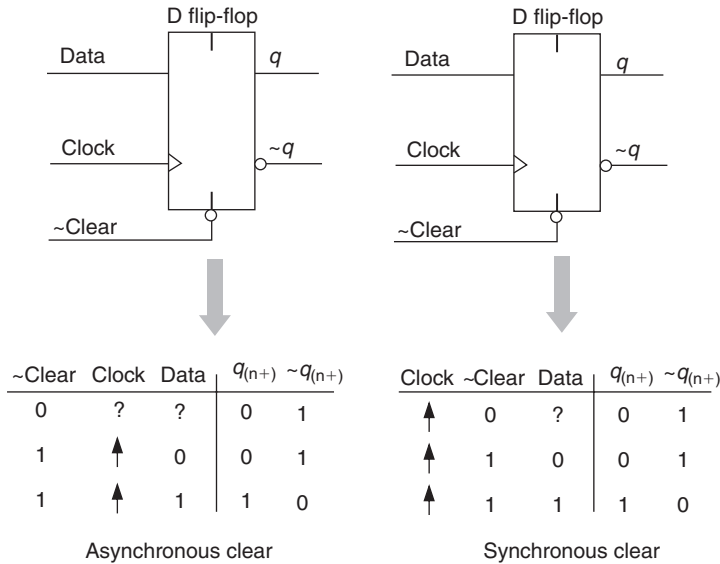 D flip-flop
Data
q
Clock
~q
~Clear
D flip-flop
Data
q
Clock
~q
~Clear
~Clear Clock Data q(n+) ~q(n+)
0 ? ? 0 1
1 ↑ 0 0 1
1 ↑ 1 1 0
Asynchronous clear
Clock ~Clear Data q(n+) ~q(n+)
↑ 0 ? 0 1
↑ 1 0 0 1
↑ 1 1 1 0
Synchronous clear